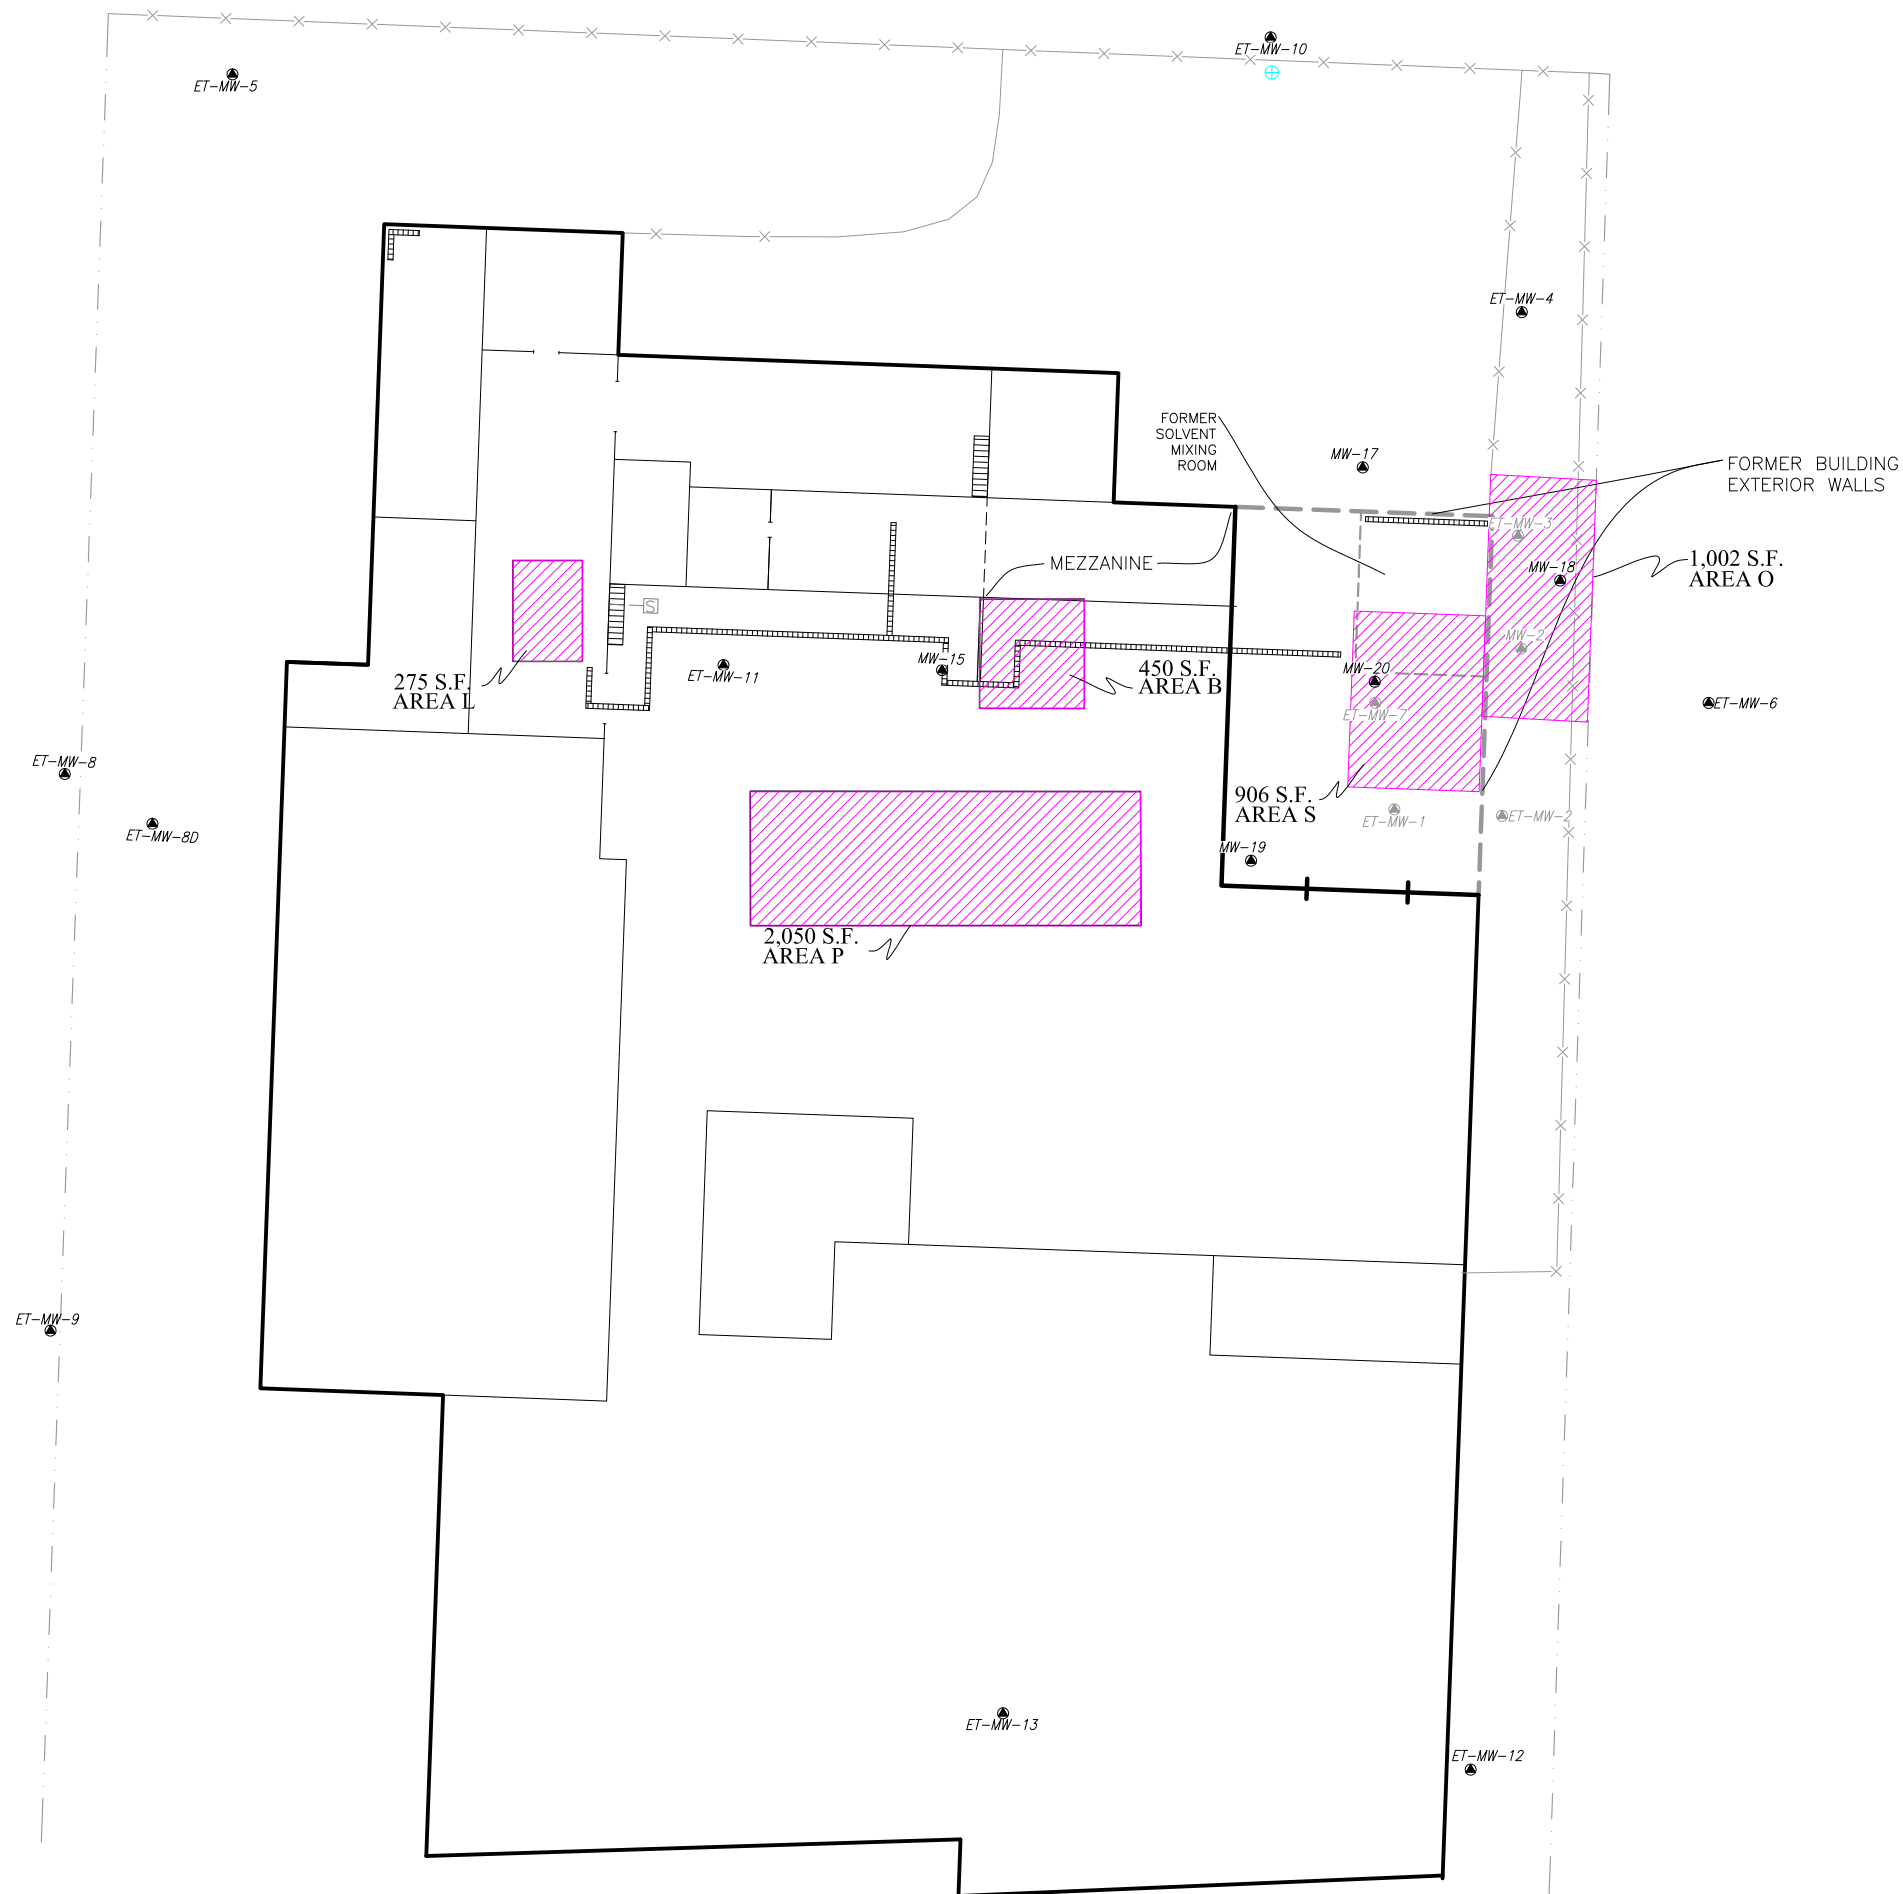 ET-MW-10
ET-MW-5
ET-MW-4
FORMER
SOLVENT
MIXING
ROOM
MW-17
FORMER BUILDING
EXTERIOR WALLS
ET-MW-3
MEZZANINE
MW-18
1,002 S.F.
AREA O
S
MW-2
MW-15
ET-MW-11
450 S.F.
AREA B
MW-20
275 S.F.
AREA L
ET-MW-7
ET-MW-6
ET-MW-8
906 S.F.
AREA S
ET-MW-1
ET-MW-2
ET-MW-8D
MW-19
2,050 S.F.
AREA P
ET-MW-9
ET-MW-13
ET-MW-12